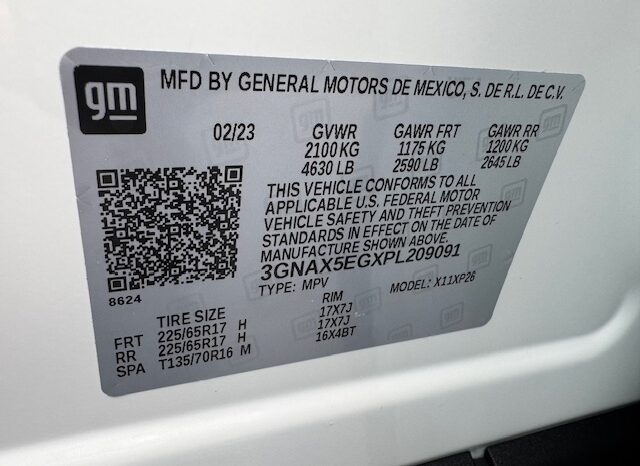 gm
MFD BY GENERAL MOTORS DE MEXICO, S. DE R.L. DE C.V.
02/23 GVWR GAWR FRT GAWR RR
2100 KG 1175 KG 1200 KG
4630 LB 2590 LB 2645 LB
THIS VEHICLE CONFORMS TO ALL
APPLICABLE U.S. FEDERAL MOTOR
VEHICLE SAFETY AND THEFT PREVENTION
STANDARDS IN EFFECT ON THE DATE OF
MANUFACTURE SHOWN ABOVE.
3GNAX5EGXPL209091
TYPE: MPV MODEL: X11XP26
8624
TIRE SIZE RIM
FRT 225/65R17 H 17X7J
RR 225/65R17 H 17X7J
SPA T135/70R16 M 16X4BT